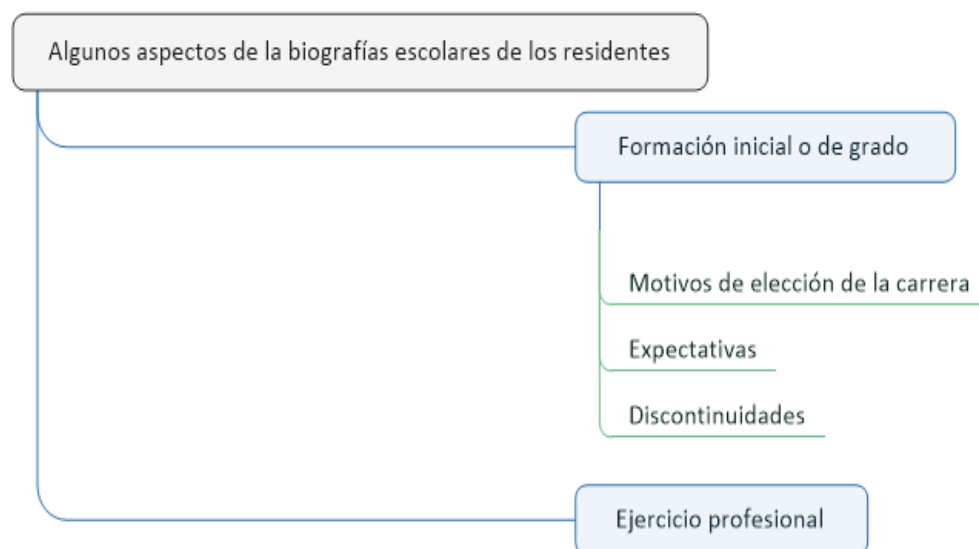 Algunos aspectos de la biografías escolares de los residentes
Formación inicial o de grado
Motivos de elección de la carrera
Expectativas
Discontinuidades
Ejercicio profesional